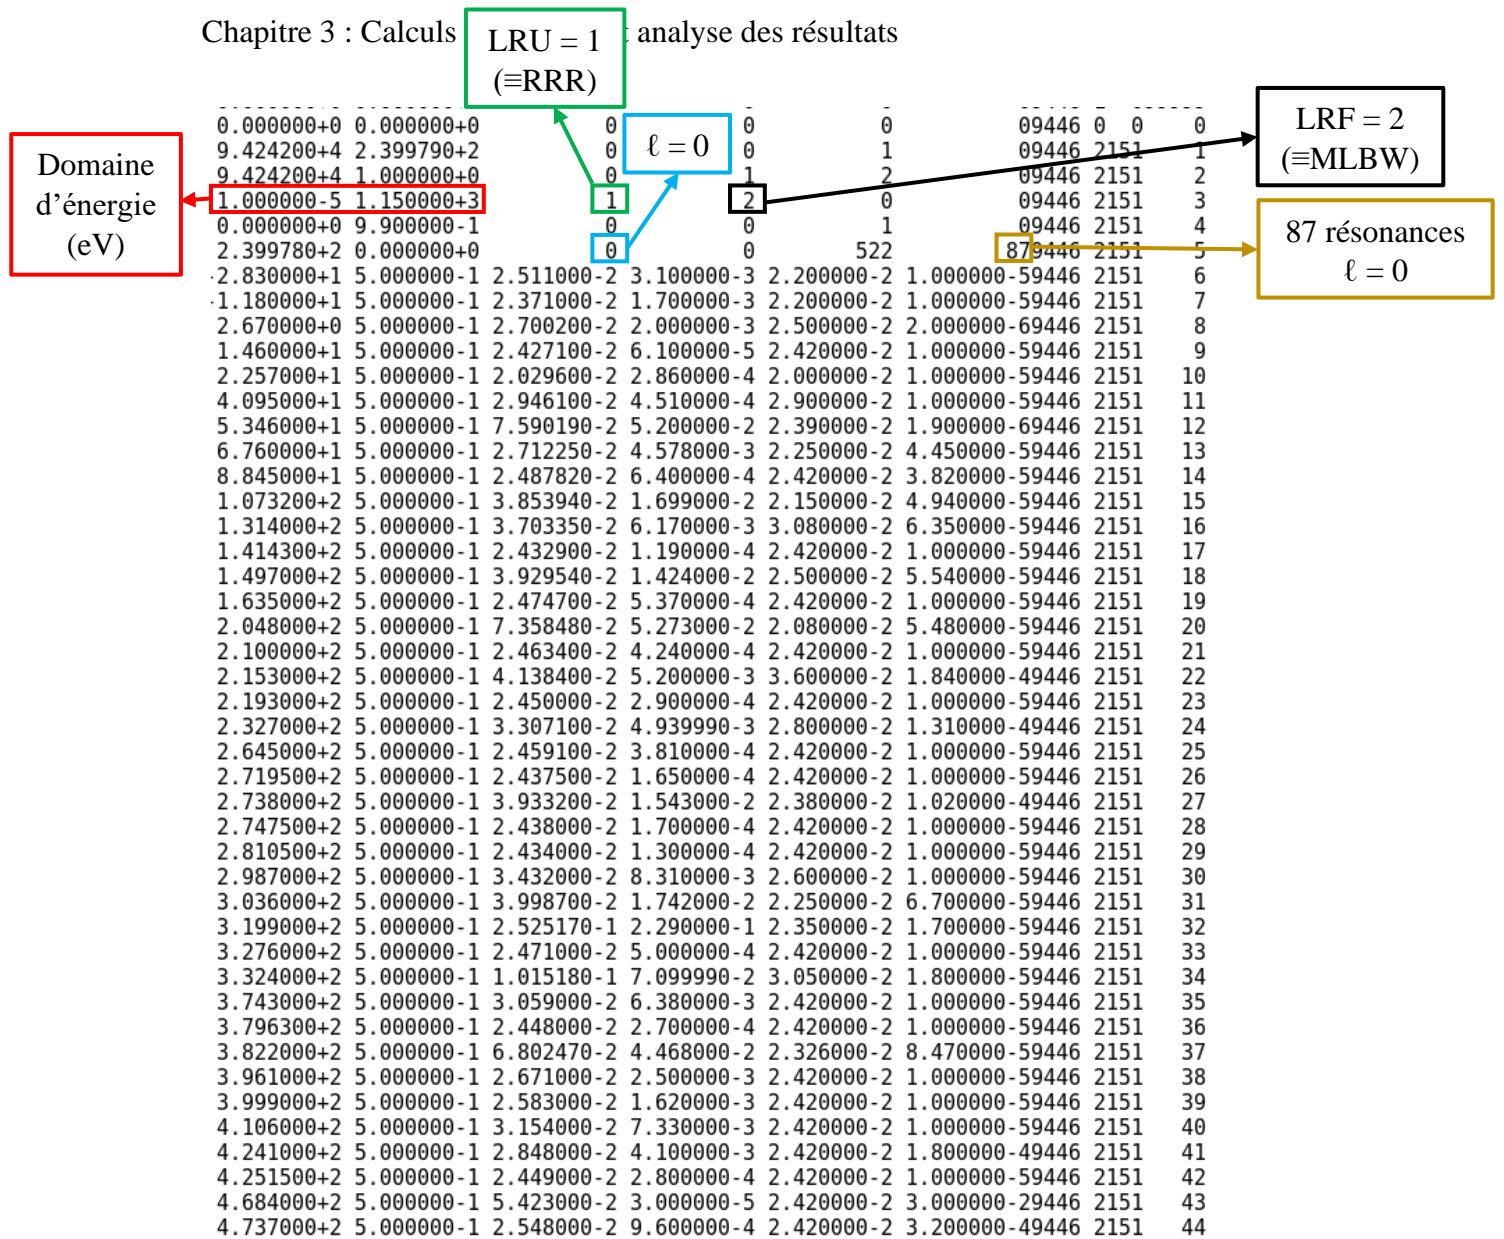 Chapitre 3 : Calculs
analyse des résultats
LRU = 1
(≡RRR)
ℓ = 0
LRF = 2
(≡MLBW)
Domaine
d’énergie
(eV)
87 résonances
ℓ = 0
0.000000+0 0.000000+0 0 0 0 09446 0 0 0
9.424200+4 2.399790+2 0 0 1 09446 2151 1
9.424200+4 1.000000+0 0 1 2 09446 2151 2
1.000000-5 1.150000+3 1 2 0 09446 2151 3
0.000000+0 9.900000-1 0 0 1 09446 2151 4
2.399780+2 0.000000+0 0 0 522 879446 2151 5
-2.830000+1 5.000000-1 2.511000-2 3.100000-3 2.200000-2 1.000000-59446 2151 6
-1.180000+1 5.000000-1 2.371000-2 1.700000-3 2.200000-2 1.000000-59446 2151 7
2.670000+0 5.000000-1 2.700200-2 2.000000-3 2.500000-2 2.000000-69446 2151 8
1.460000+1 5.000000-1 2.427100-2 6.100000-5 2.420000-2 1.000000-59446 2151 9
2.257000+1 5.000000-1 2.029600-2 2.860000-4 2.000000-2 1.000000-59446 2151 10
4.095000+1 5.000000-1 2.946100-2 4.510000-4 2.900000-2 1.000000-59446 2151 11
5.346000+1 5.000000-1 7.590190-2 5.200000-2 2.390000-2 1.900000-69446 2151 12
6.760000+1 5.000000-1 2.712250-2 4.578000-3 2.250000-2 4.450000-59446 2151 13
8.845000+1 5.000000-1 2.487820-2 6.400000-4 2.420000-2 3.820000-59446 2151 14
1.073200+2 5.000000-1 3.853940-2 1.699000-2 2.150000-2 4.940000-59446 2151 15
1.314000+2 5.000000-1 3.703350-2 6.170000-3 3.080000-2 6.350000-59446 2151 16
1.414300+2 5.000000-1 2.432900-2 1.190000-4 2.420000-2 1.000000-59446 2151 17
1.497000+2 5.000000-1 3.929540-2 1.424000-2 2.500000-2 5.540000-59446 2151 18
1.635000+2 5.000000-1 2.474700-2 5.370000-4 2.420000-2 1.000000-59446 2151 19
2.048000+2 5.000000-1 7.358480-2 5.273000-2 2.080000-2 5.480000-59446 2151 20
2.100000+2 5.000000-1 2.463400-2 4.240000-4 2.420000-2 1.000000-59446 2151 21
2.153000+2 5.000000-1 4.138400-2 5.200000-3 3.600000-2 1.840000-49446 2151 22
2.193000+2 5.000000-1 2.450000-2 2.900000-4 2.420000-2 1.000000-59446 2151 23
2.327000+2 5.000000-1 3.307100-2 4.939990-3 2.800000-2 1.310000-49446 2151 24
2.645000+2 5.000000-1 2.459100-2 3.810000-4 2.420000-2 1.000000-59446 2151 25
2.719500+2 5.000000-1 2.437500-2 1.650000-4 2.420000-2 1.000000-59446 2151 26
2.738000+2 5.000000-1 3.933200-2 1.543000-2 2.380000-2 1.020000-49446 2151 27
2.747500+2 5.000000-1 2.438000-2 1.700000-4 2.420000-2 1.000000-59446 2151 28
2.810500+2 5.000000-1 2.434000-2 1.300000-4 2.420000-2 1.000000-59446 2151 29
2.987000+2 5.000000-1 3.432000-2 8.310000-3 2.600000-2 1.000000-59446 2151 30
3.036000+2 5.000000-1 3.998700-2 1.742000-2 2.250000-2 6.700000-59446 2151 31
3.199000+2 5.000000-1 2.525170-1 2.290000-1 2.350000-2 1.700000-59446 2151 32
3.276000+2 5.000000-1 2.471000-2 5.000000-4 2.420000-2 1.000000-59446 2151 33
3.324000+2 5.000000-1 1.015180-1 7.099990-2 3.050000-2 1.800000-59446 2151 34
3.743000+2 5.000000-1 3.059000-2 6.380000-3 2.420000-2 1.000000-59446 2151 35
3.796300+2 5.000000-1 2.448000-2 2.700000-4 2.420000-2 1.000000-59446 2151 36
3.822000+2 5.000000-1 6.802470-2 4.468000-2 2.326000-2 8.470000-59446 2151 37
3.961000+2 5.000000-1 2.671000-2 2.500000-3 2.420000-2 1.000000-59446 2151 38
3.999000+2 5.000000-1 2.583000-2 1.620000-3 2.420000-2 1.000000-59446 2151 39
4.106000+2 5.000000-1 3.154000-2 7.330000-3 2.420000-2 1.000000-59446 2151 40
4.241000+2 5.000000-1 2.848000-2 4.100000-3 2.420000-2 1.800000-49446 2151 41
4.251500+2 5.000000-1 2.449000-2 2.800000-4 2.420000-2 1.000000-59446 2151 42
4.684000+2 5.000000-1 5.423000-2 3.000000-5 2.420000-2 3.000000-29446 2151 43
4.737000+2 5.000000-1 2.548000-2 9.600000-4 2.420000-2 3.200000-49446 2151 44